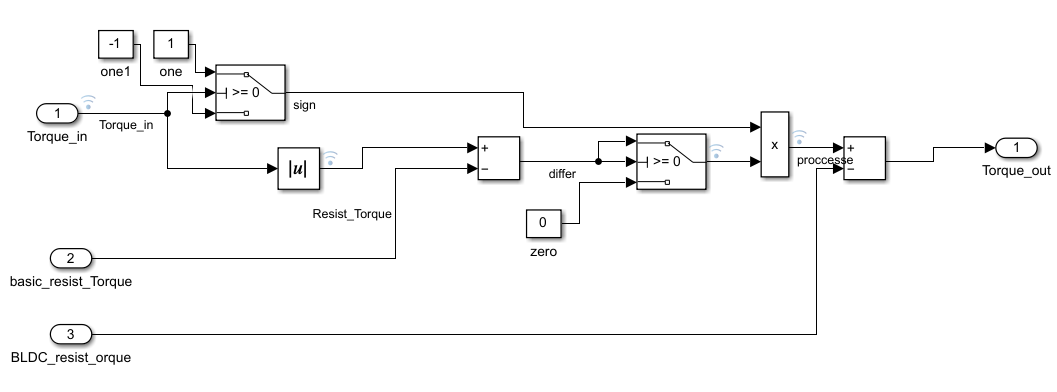 -1
1
one1
one
>= 0
sign
1
Torque_in
Torque_in
|u|
+
−
differ
>= 0
x
proccesse
+
−
1
Torque_out
Resist_Torque
0
zero
2
basic_resist_Torque
3
BLDC_resist_orque